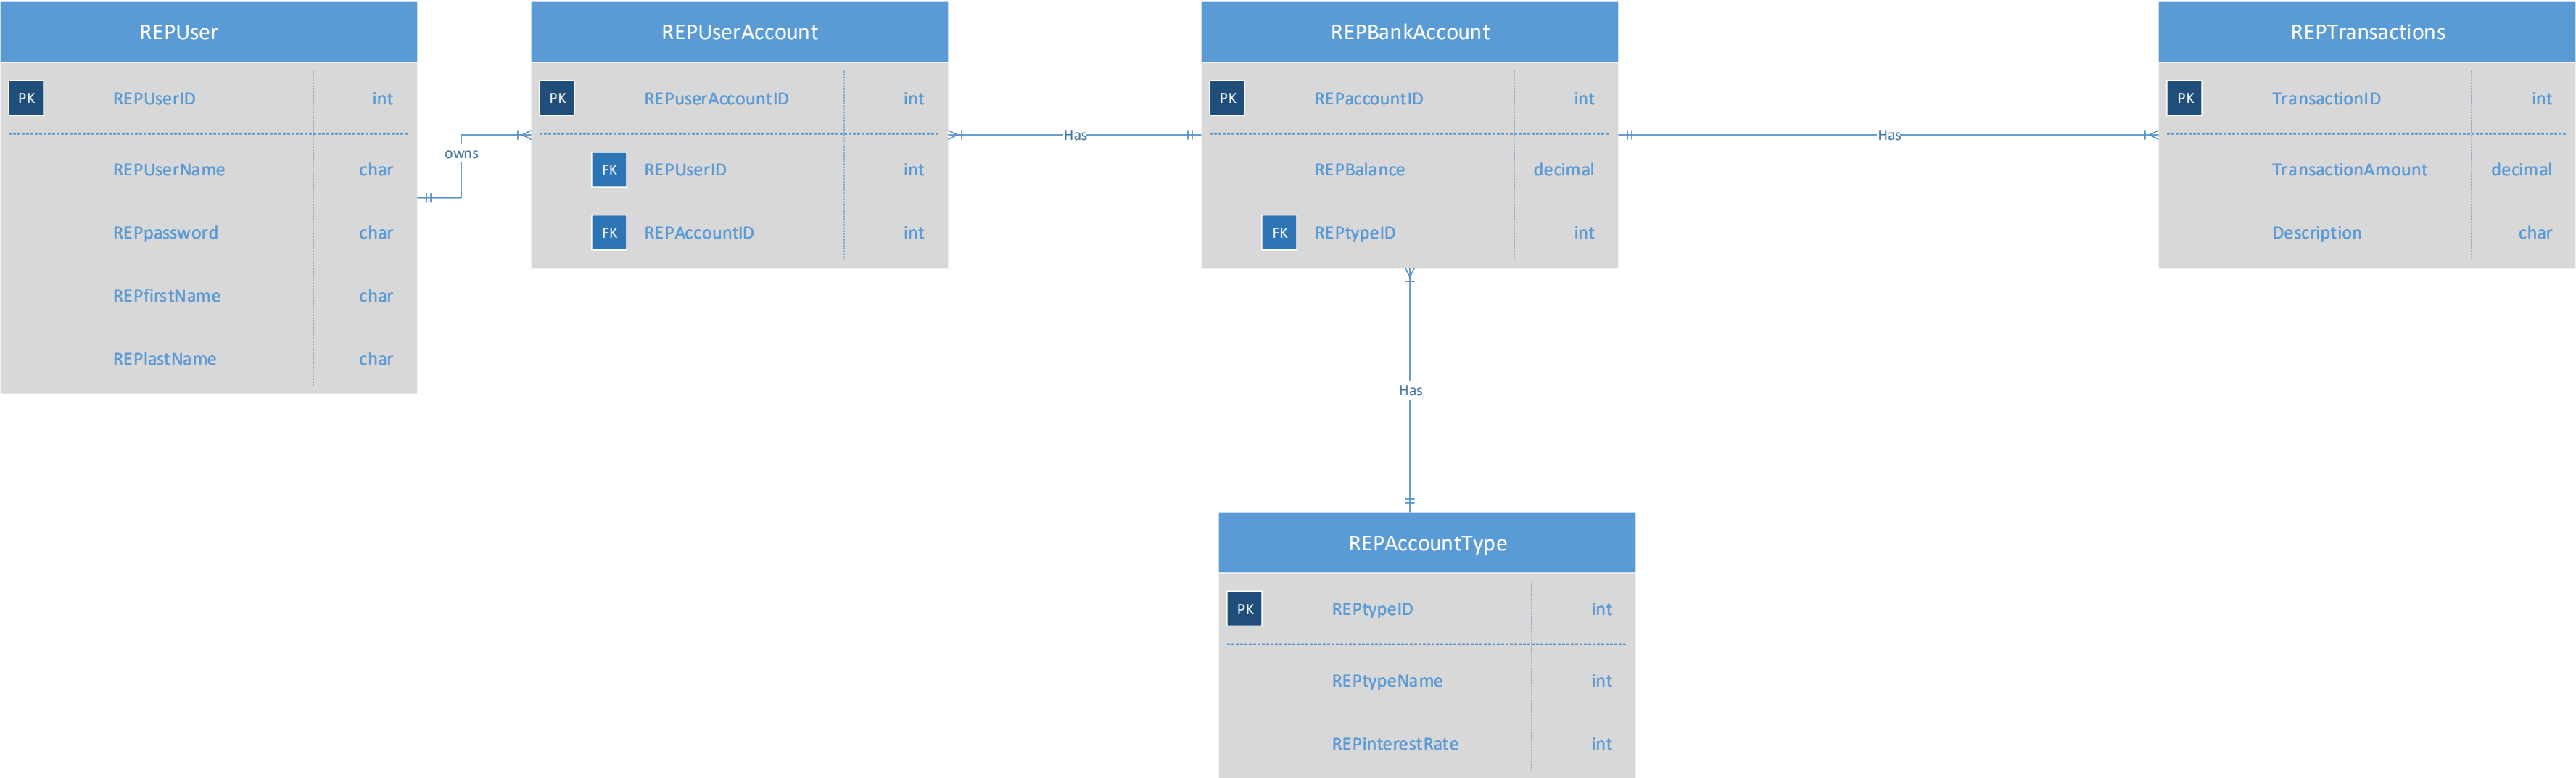 REPUser
PK REPUserID int
REPUserName char
REPpassword char
REPfirstName char
REPlastName char
owns
REPUserAccount
PK REPuserAccountID int
FK REPUserID int
FK REPAccountID int
Has
REPBankAccount
PK REPaccountID int
REPBalance decimal
FK REPtypeID int
Has
REPTransactions
PK TransactionID int
TransactionAmount decimal
Description char
Has
REPAccountType
PK REPtypeID int
REPtypeName int
REPinterestRate int